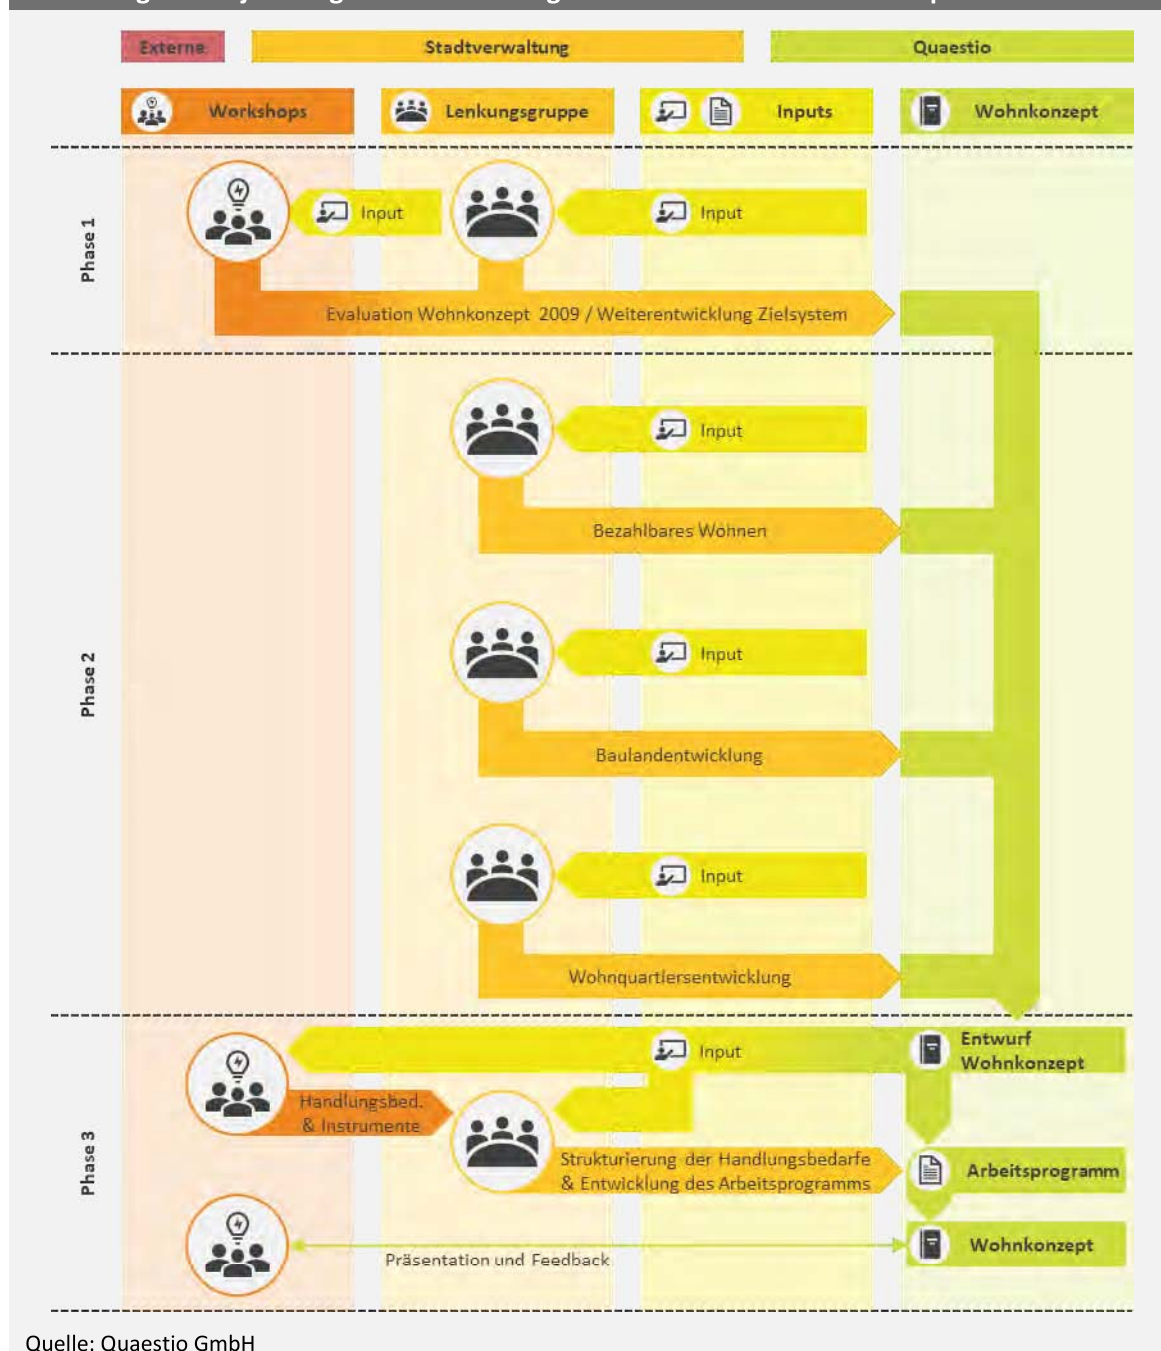 Externe
Stadtverwaltung
Quaestio
Workshops
Lenkungsgruppe
Inputs
Wohnkonzept
Phase 1
Input
Input
Evaluation Wohnkonzept 2009 / Weiterentwicklung Zielsystem
Phase 2
Input
Bezahlbares Wohnen
Input
Baulandentwicklung
Input
Wohnquartiersentwicklung
Phase 3
Input
Entwurf
Wohnkonzept
Handlungsbed.
& Instrumente
Strukturierung der Handlungsbedarfe
& Entwicklung des Arbeitsprogramms
Arbeitsprogramm
Präsentation und Feedback
Wohnkonzept
Quelle: Quaestio GmbH